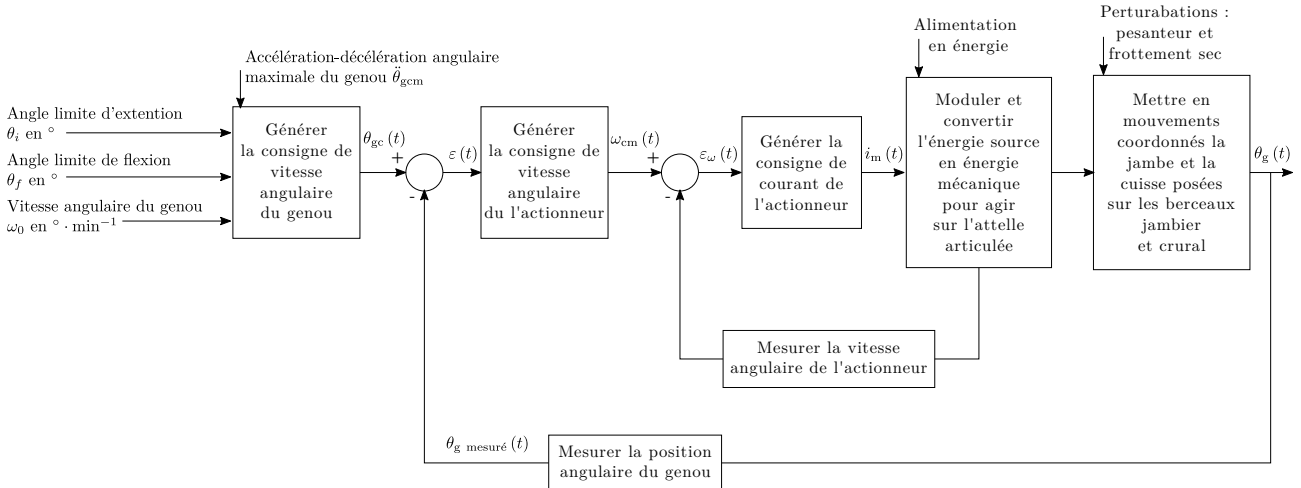 Accélération-décélération angulaire
maximale du genou θ̈gcm
Angle limite d'extention
θi en °
Angle limite de flexion
θf en °
Vitesse angulaire du genou
ω0 en ° · min−1
Générer
la consigne de
vitesse
angulaire
du genou
θgc (t)
+
-
ε (t)
Générer
la consigne de
vitesse
angulaire
du l'actionneur
ωcm (t)
+
-
εω (t)
Générer la
consigne de
courant de
l'actionneur
im (t)
Alimentation
en énergie
Moduler et
convertir
l'énergie source
en énergie
mécanique
pour agir
sur l'attelle
articulée
Perturabations :
pesanteur et
frottement sec
Mettre en
mouvements
coordonnés la
jambe et la
cuisse posées
sur les berceaux
jambier
et crural
θg (t)
Mesurer la vitesse
angulaire de l'actionneur
θg mesuré (t)
Mesurer la position
angulaire du genou